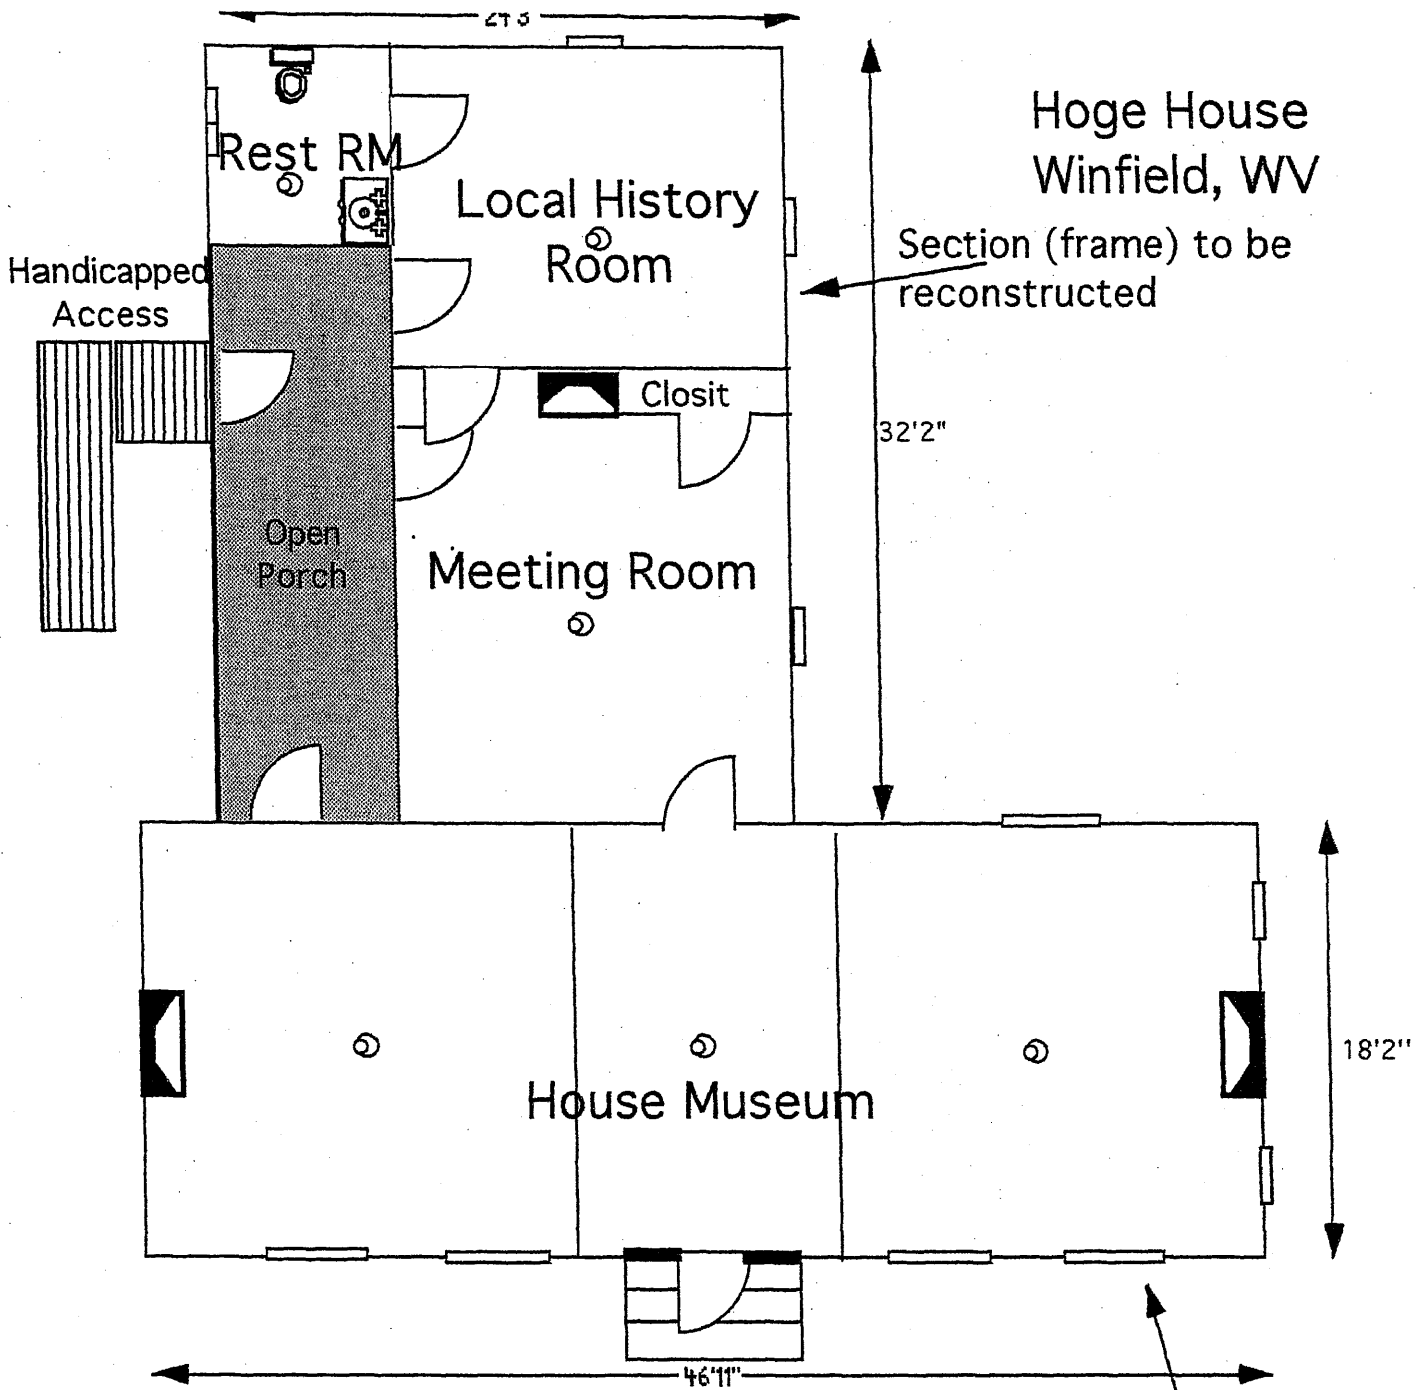 Hoge House
Winfield, WV
Rest RM
Local History
Room
Section (frame) to be
reconstructed
Handicapped
Access
Closit
32'2"
Open
Porch
Meeting Room
18'2''
House Museum
46'11"